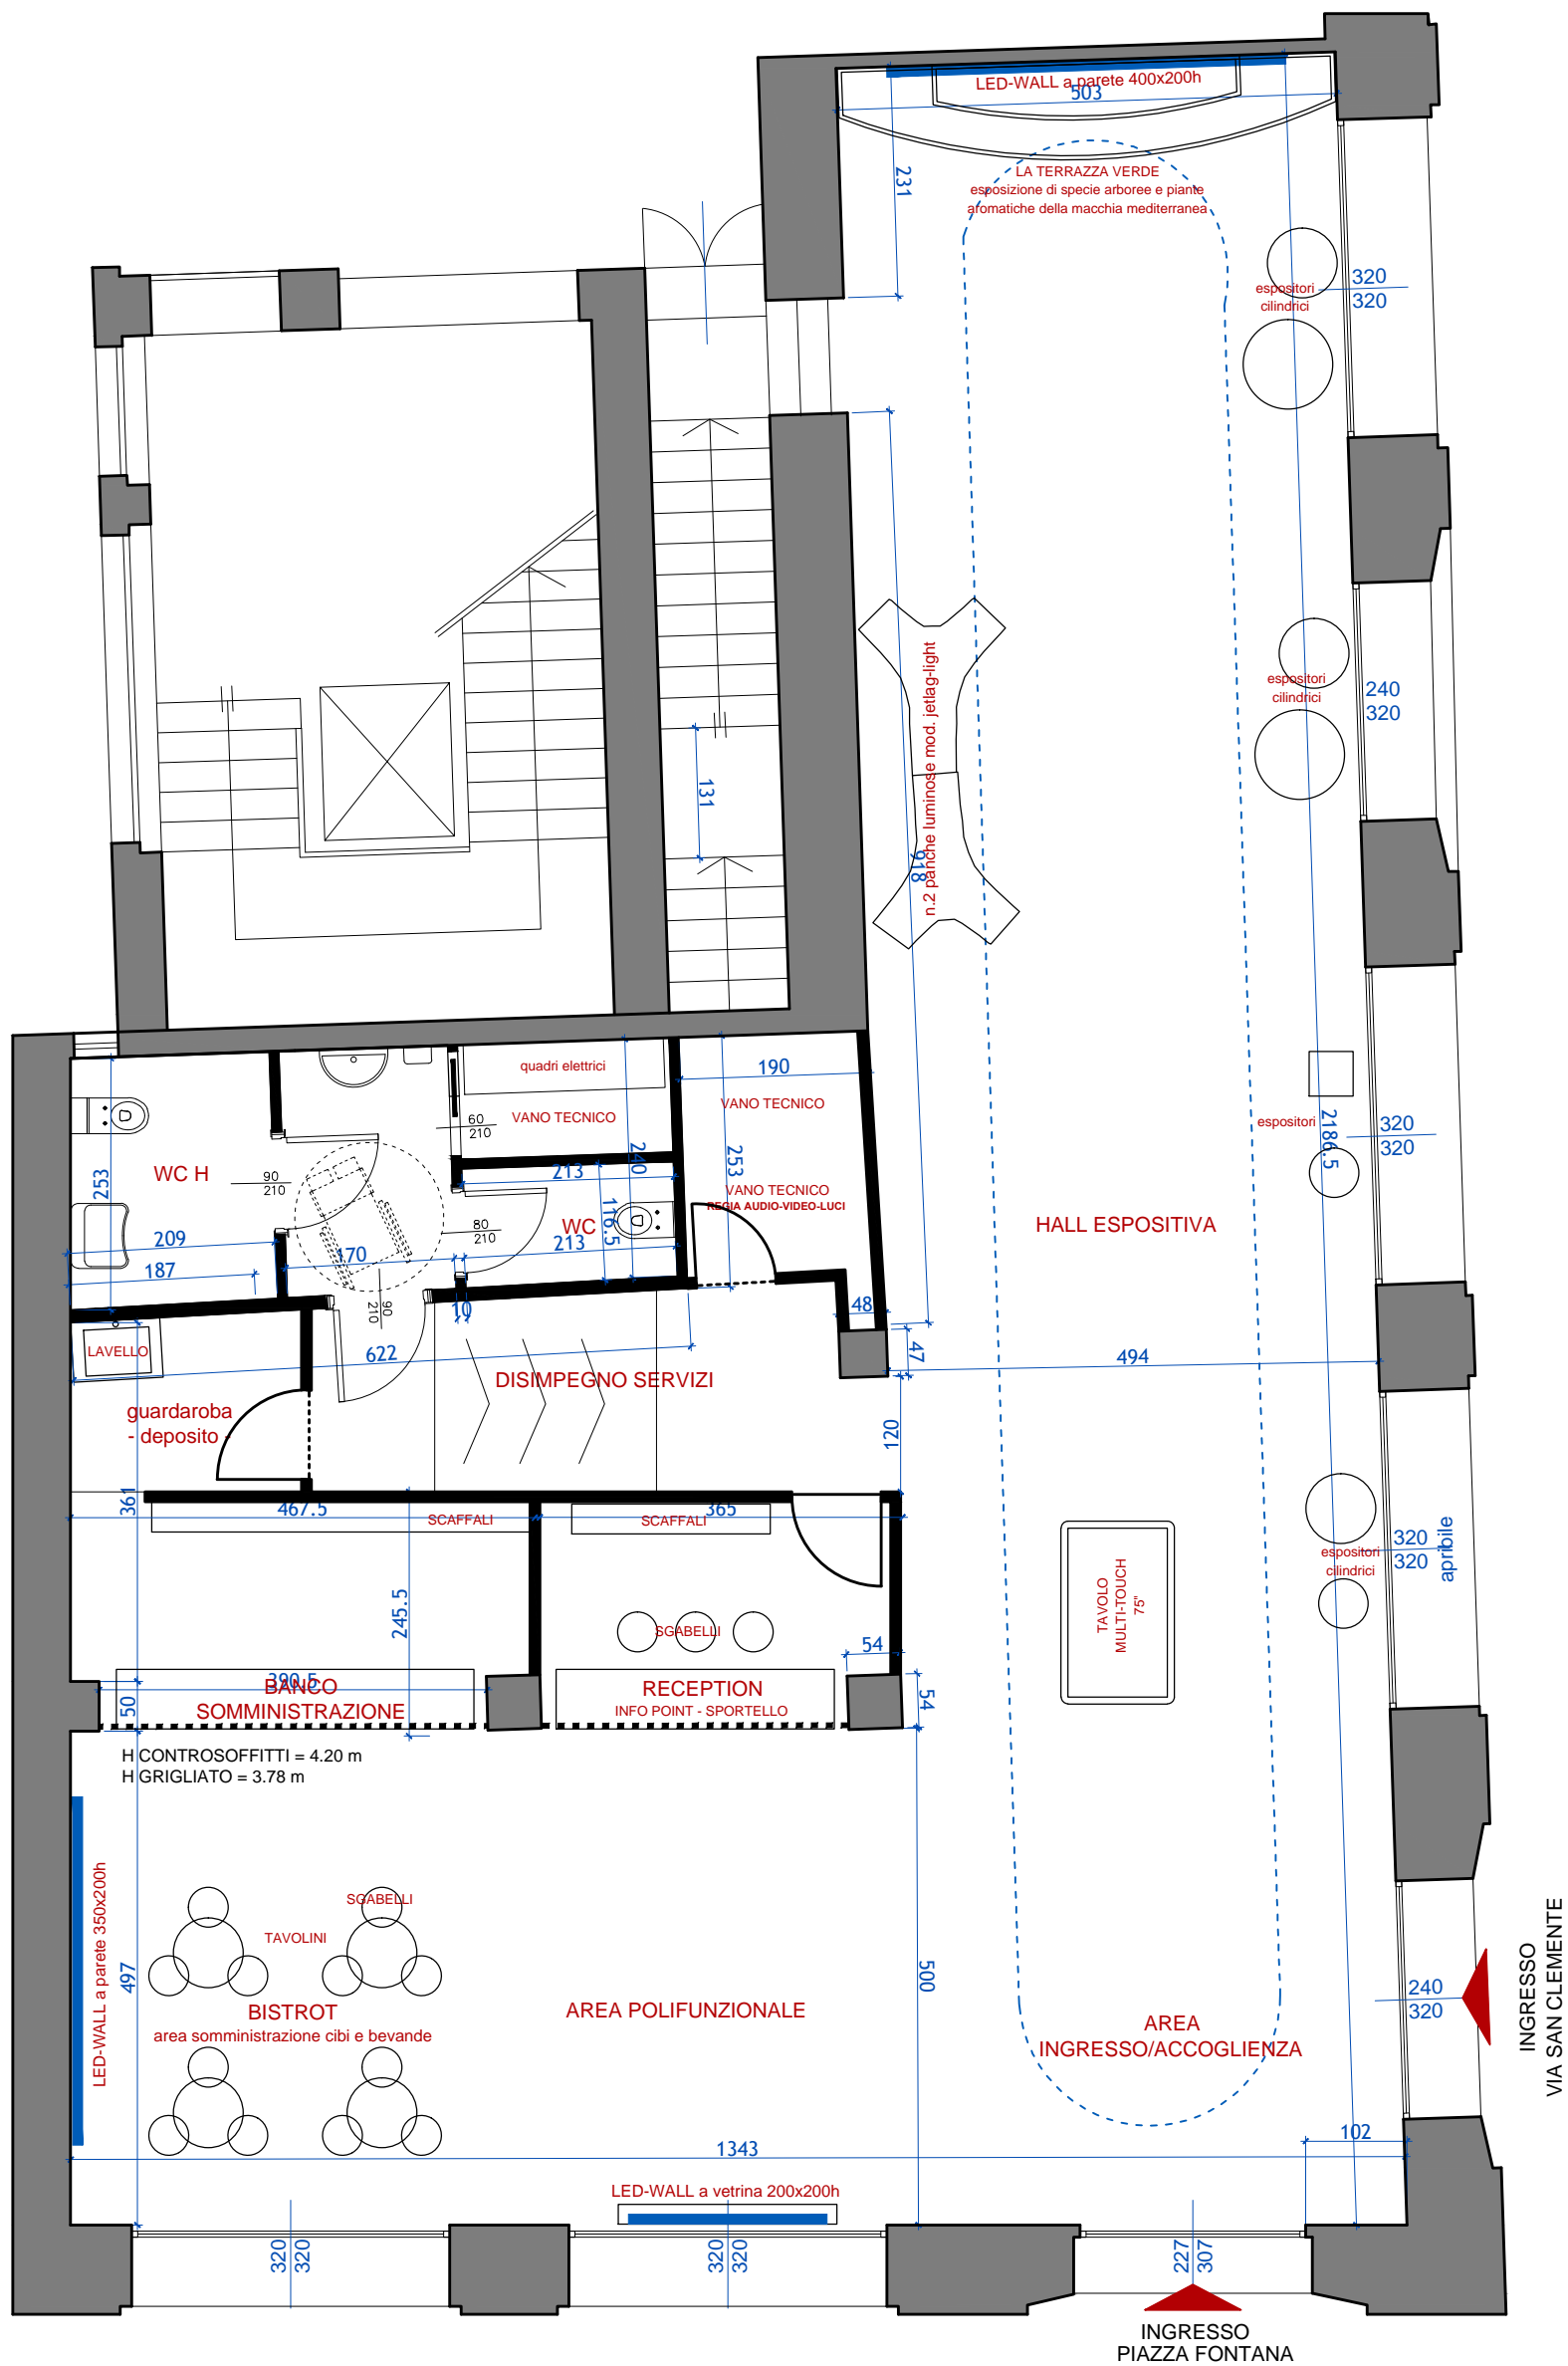 LED-WALL a parete 400x200h
503
LA TERRAZZA VERDE
esposizione di specie arboree e piante
aromatiche della macchia mediterranea
231
espositori
cilindrici
320
320
n.2 panche luminose mod. jetlag-light
918
131
espositori
cilindrici
240
320
quadri elettrici
VANO TECNICO
60
210
190
VANO TECNICO
253
VANO TECNICO
REGIA AUDIO-VIDEO-LUCI
240
213
116.5
WC
213
80
210
WC H
90
210
253
209
187
170
10
90
210
622
48
47
espositori
2186.5
320
320
HALL ESPOSITIVA
494
LAVELLO
guardaroba
- deposito -
DISIMPEGNO SERVIZI
120
361
467.5
SCAFFALI
365
SCAFFALI
245.5
SGABELLI
54
54
390.5
50
BANCO
SOMMINISTRAZIONE
RECEPTION
INFO POINT - SPORTELLO
TAVOLO
MULTI-TOUCH
75"
espositori
cilindrici
320
320
apribile
H CONTROSOFFITTI = 4.20 m
H GRIGLIATO = 3.78 m
LED-WALL a parete 350x200h
497
SGABELLI
TAVOLINI
BISTROT
area somministrazione cibi e bevande
AREA POLIFUNZIONALE
500
AREA
INGRESSO/ACCOGLIENZA
240
320
INGRESSO
VIA SAN CLEMENTE
102
1343
LED-WALL a vetrina 200x200h
320
320
320
320
227
307
INGRESSO
PIAZZA FONTANA